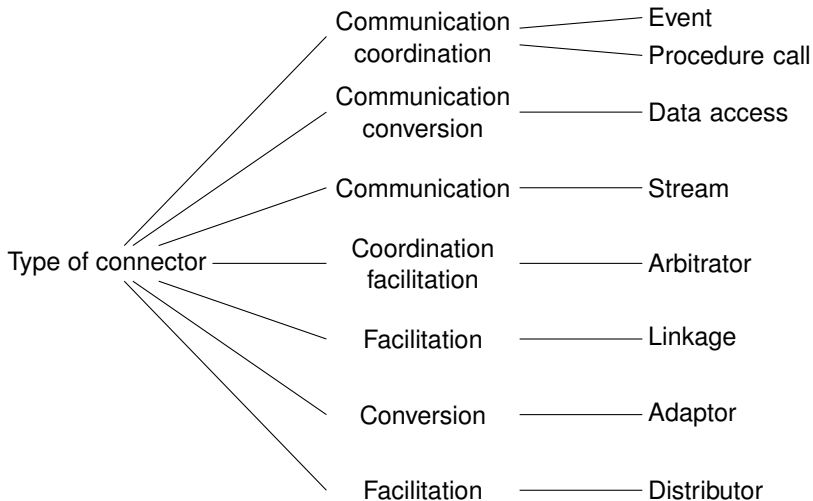 Communication
coordination
Event
Procedure call
Communication
conversion
Data access
Communication
Stream
Type of connector
Coordination
facilitation
Arbitrator
Facilitation
Linkage
Conversion
Adaptor
Facilitation
Distributor